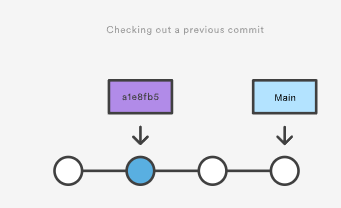 Checking out a previous commit
a1e8fb5
Main